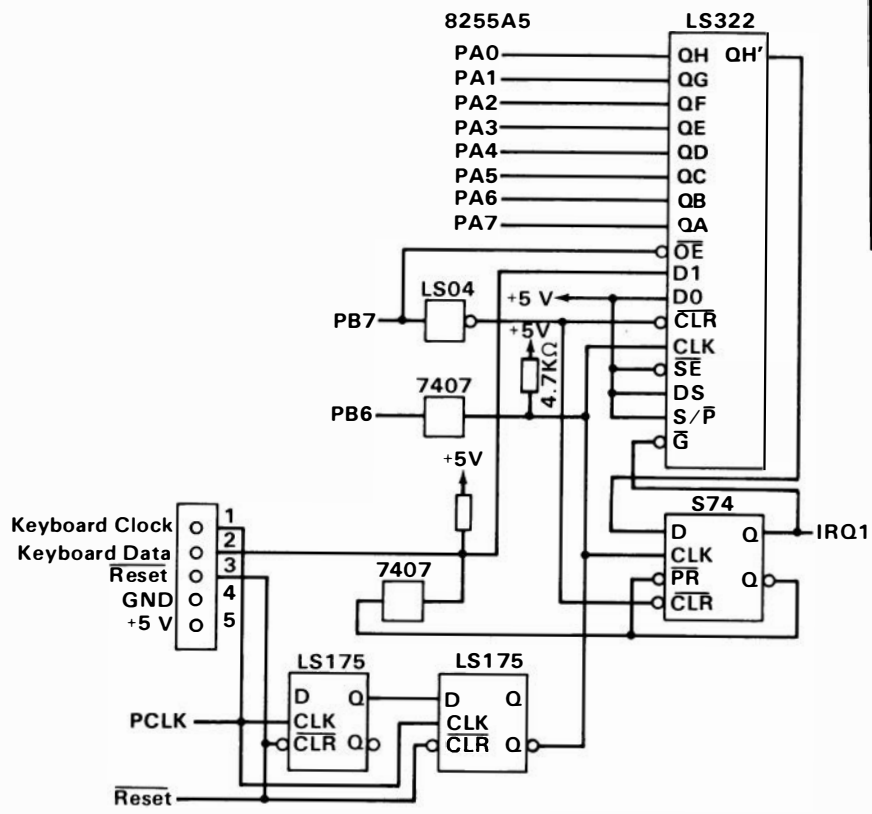 8255A5
LS322
PA0
QH QH'
PA1
QG
PA2
QF
PA3
QE
PA4
QD
PA5
QC
PA6
QB
PA7
QA
OE
D1
LS04
+5 V
D0
PB7
CLR
+5V
CLK
4.7KΩ
SE
7407
DS
PB6
S/P
G
+5V
S74
Keyboard Clock
1
D Q
IRQ1
Keyboard Data
2
CLK
Reset
3
7407
PR Q
GND
4
CLR
+5 V
5
LS175
LS175
D Q
D Q
PCLK
CLK
CLK
CLR Q
CLR Q
Reset